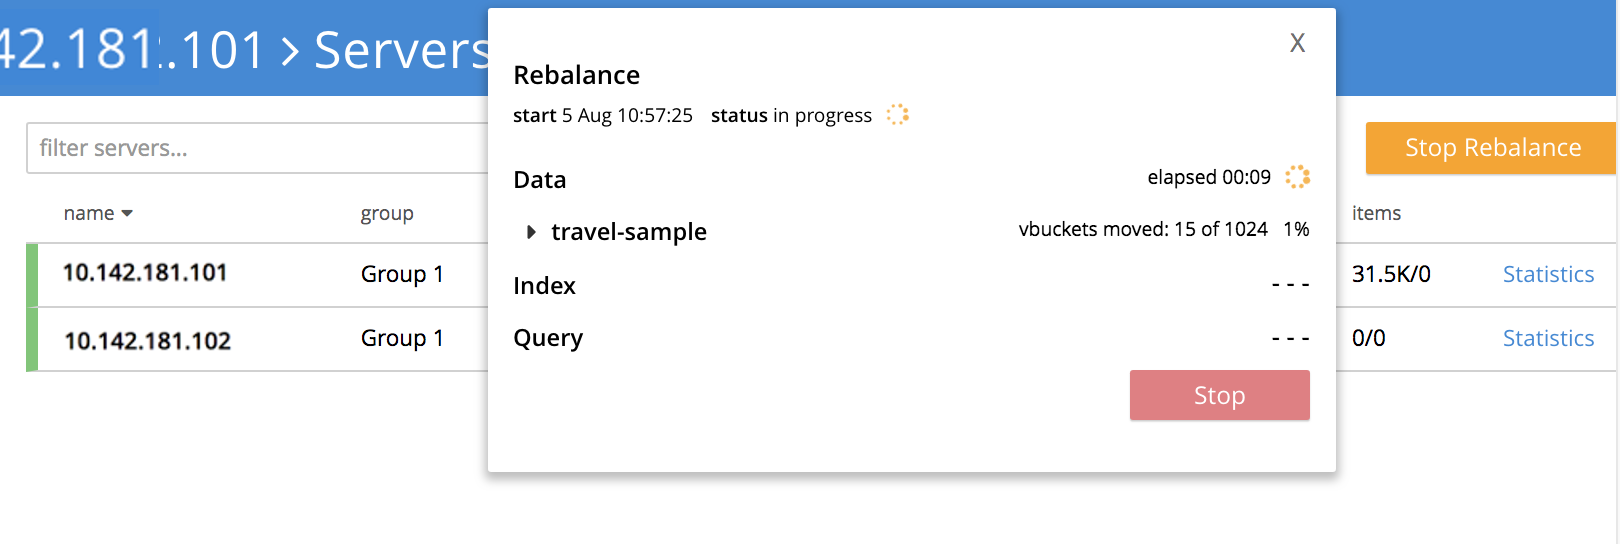 42.181.101 > Servers
X
Rebalance
start 5 Aug 10:57:25 status in progress
filter servers...
Stop Rebalance
Data elapsed 00:09
name group items
travel-sample vbuckets moved: 15 of 1024 1%
10.142.181.101 Group 1 31.5K/0 Statistics
Index - - -
10.142.181.102 Group 1 0/0 Statistics
Query - - -
Stop